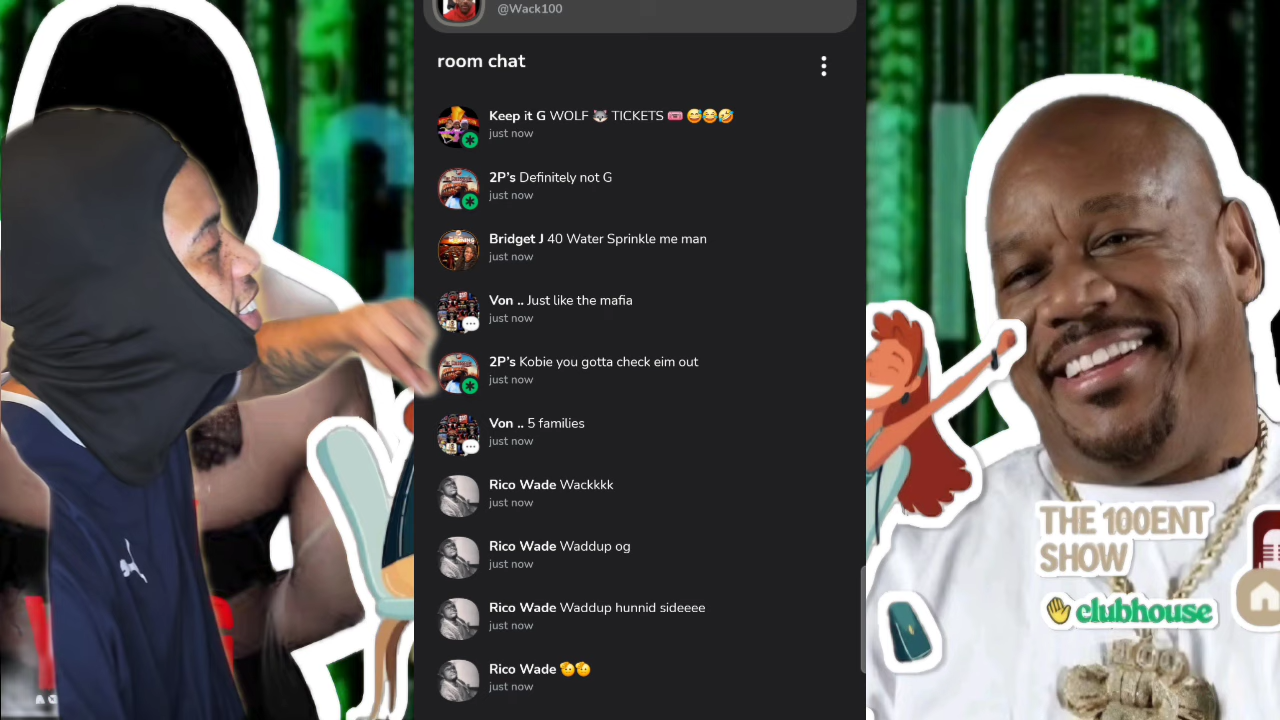 @Wack100
room chat
Keep it G WOLF 🐺 TICKETS 🎟️ 😅😂🤣
just now
2P's Definitely not G
just now
Bridget J 40 Water Sprinkle me man
just now
Von .. Just like the mafia
just now
2P's Kobie you gotta check eim out
just now
Von .. 5 families
just now
Rico Wade Wackkkk
just now
Rico Wade Waddup og
just now
Rico Wade Waddup hunnid sideeee
just now
Rico Wade 🫡🫡
just now
THE 100ENT
SHOW
clubhouse